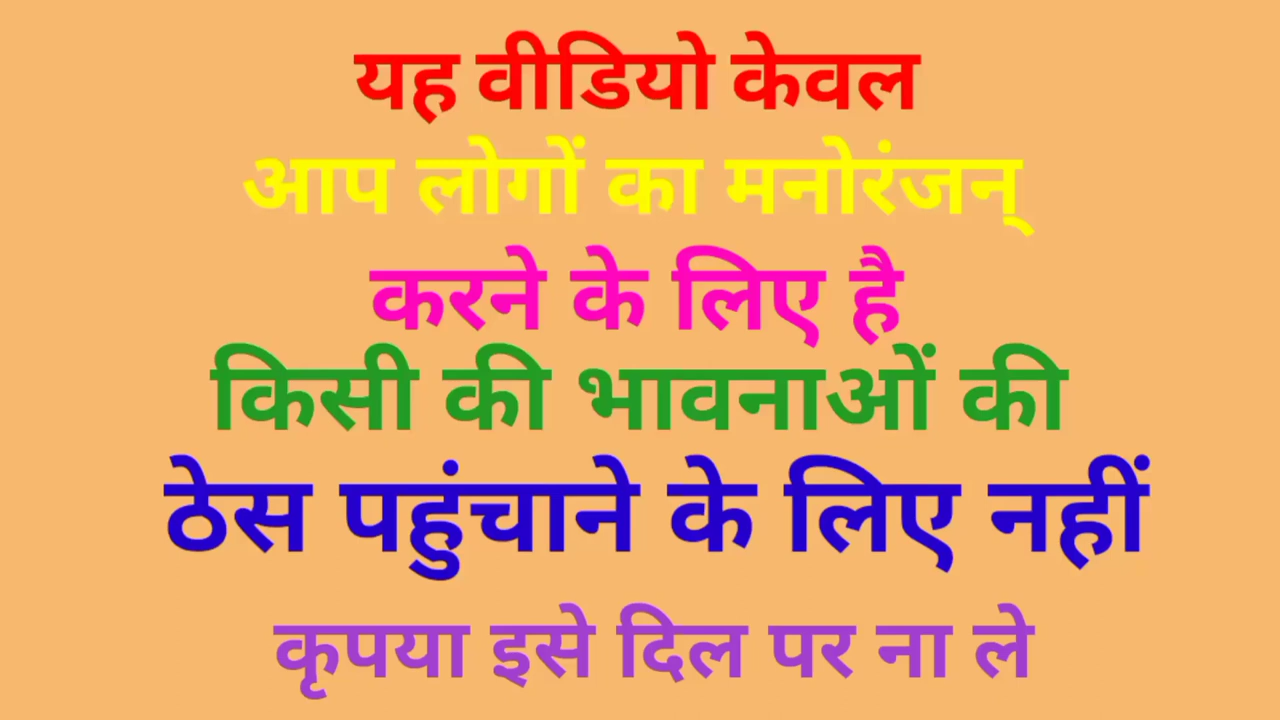 यह वीडियो केवल
आप लोगों का मनोरंजन्
करने के लिए है
किसी की भावनाओं की
ठेस पहुंचाने के लिए नहीं
कृपया इसे दिल पर ना ले